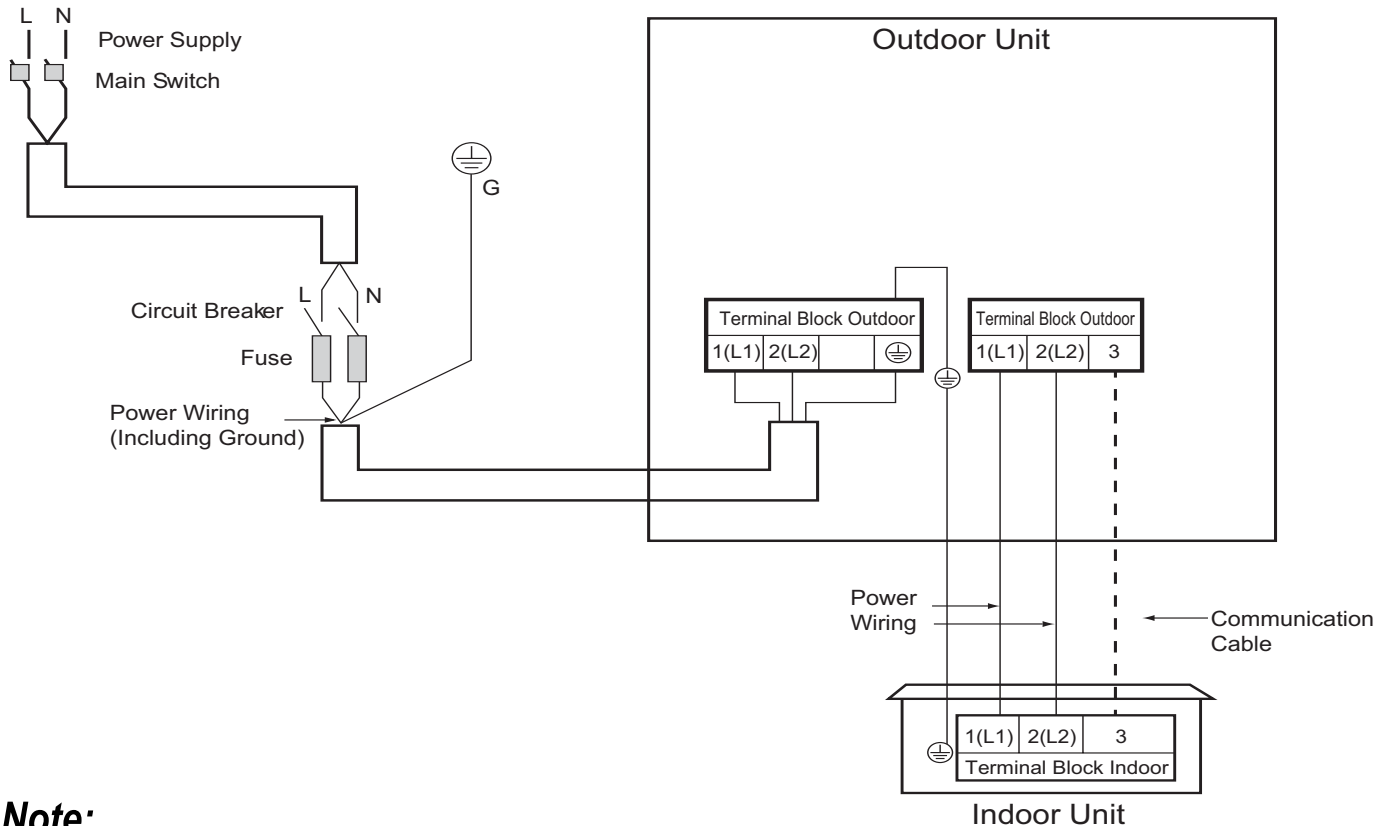 L N
Power Supply
Main Switch
Outdoor Unit
G
Circuit Breaker
L N
Fuse
Power Wiring
(Including Ground)
Terminal Block Outdoor
1(L1) 2(L2)
Terminal Block Outdoor
1(L1) 2(L2) 3
Power
Wiring
Communication
Cable
1(L1) 2(L2) 3
Terminal Block Indoor
Indoor Unit
Note: